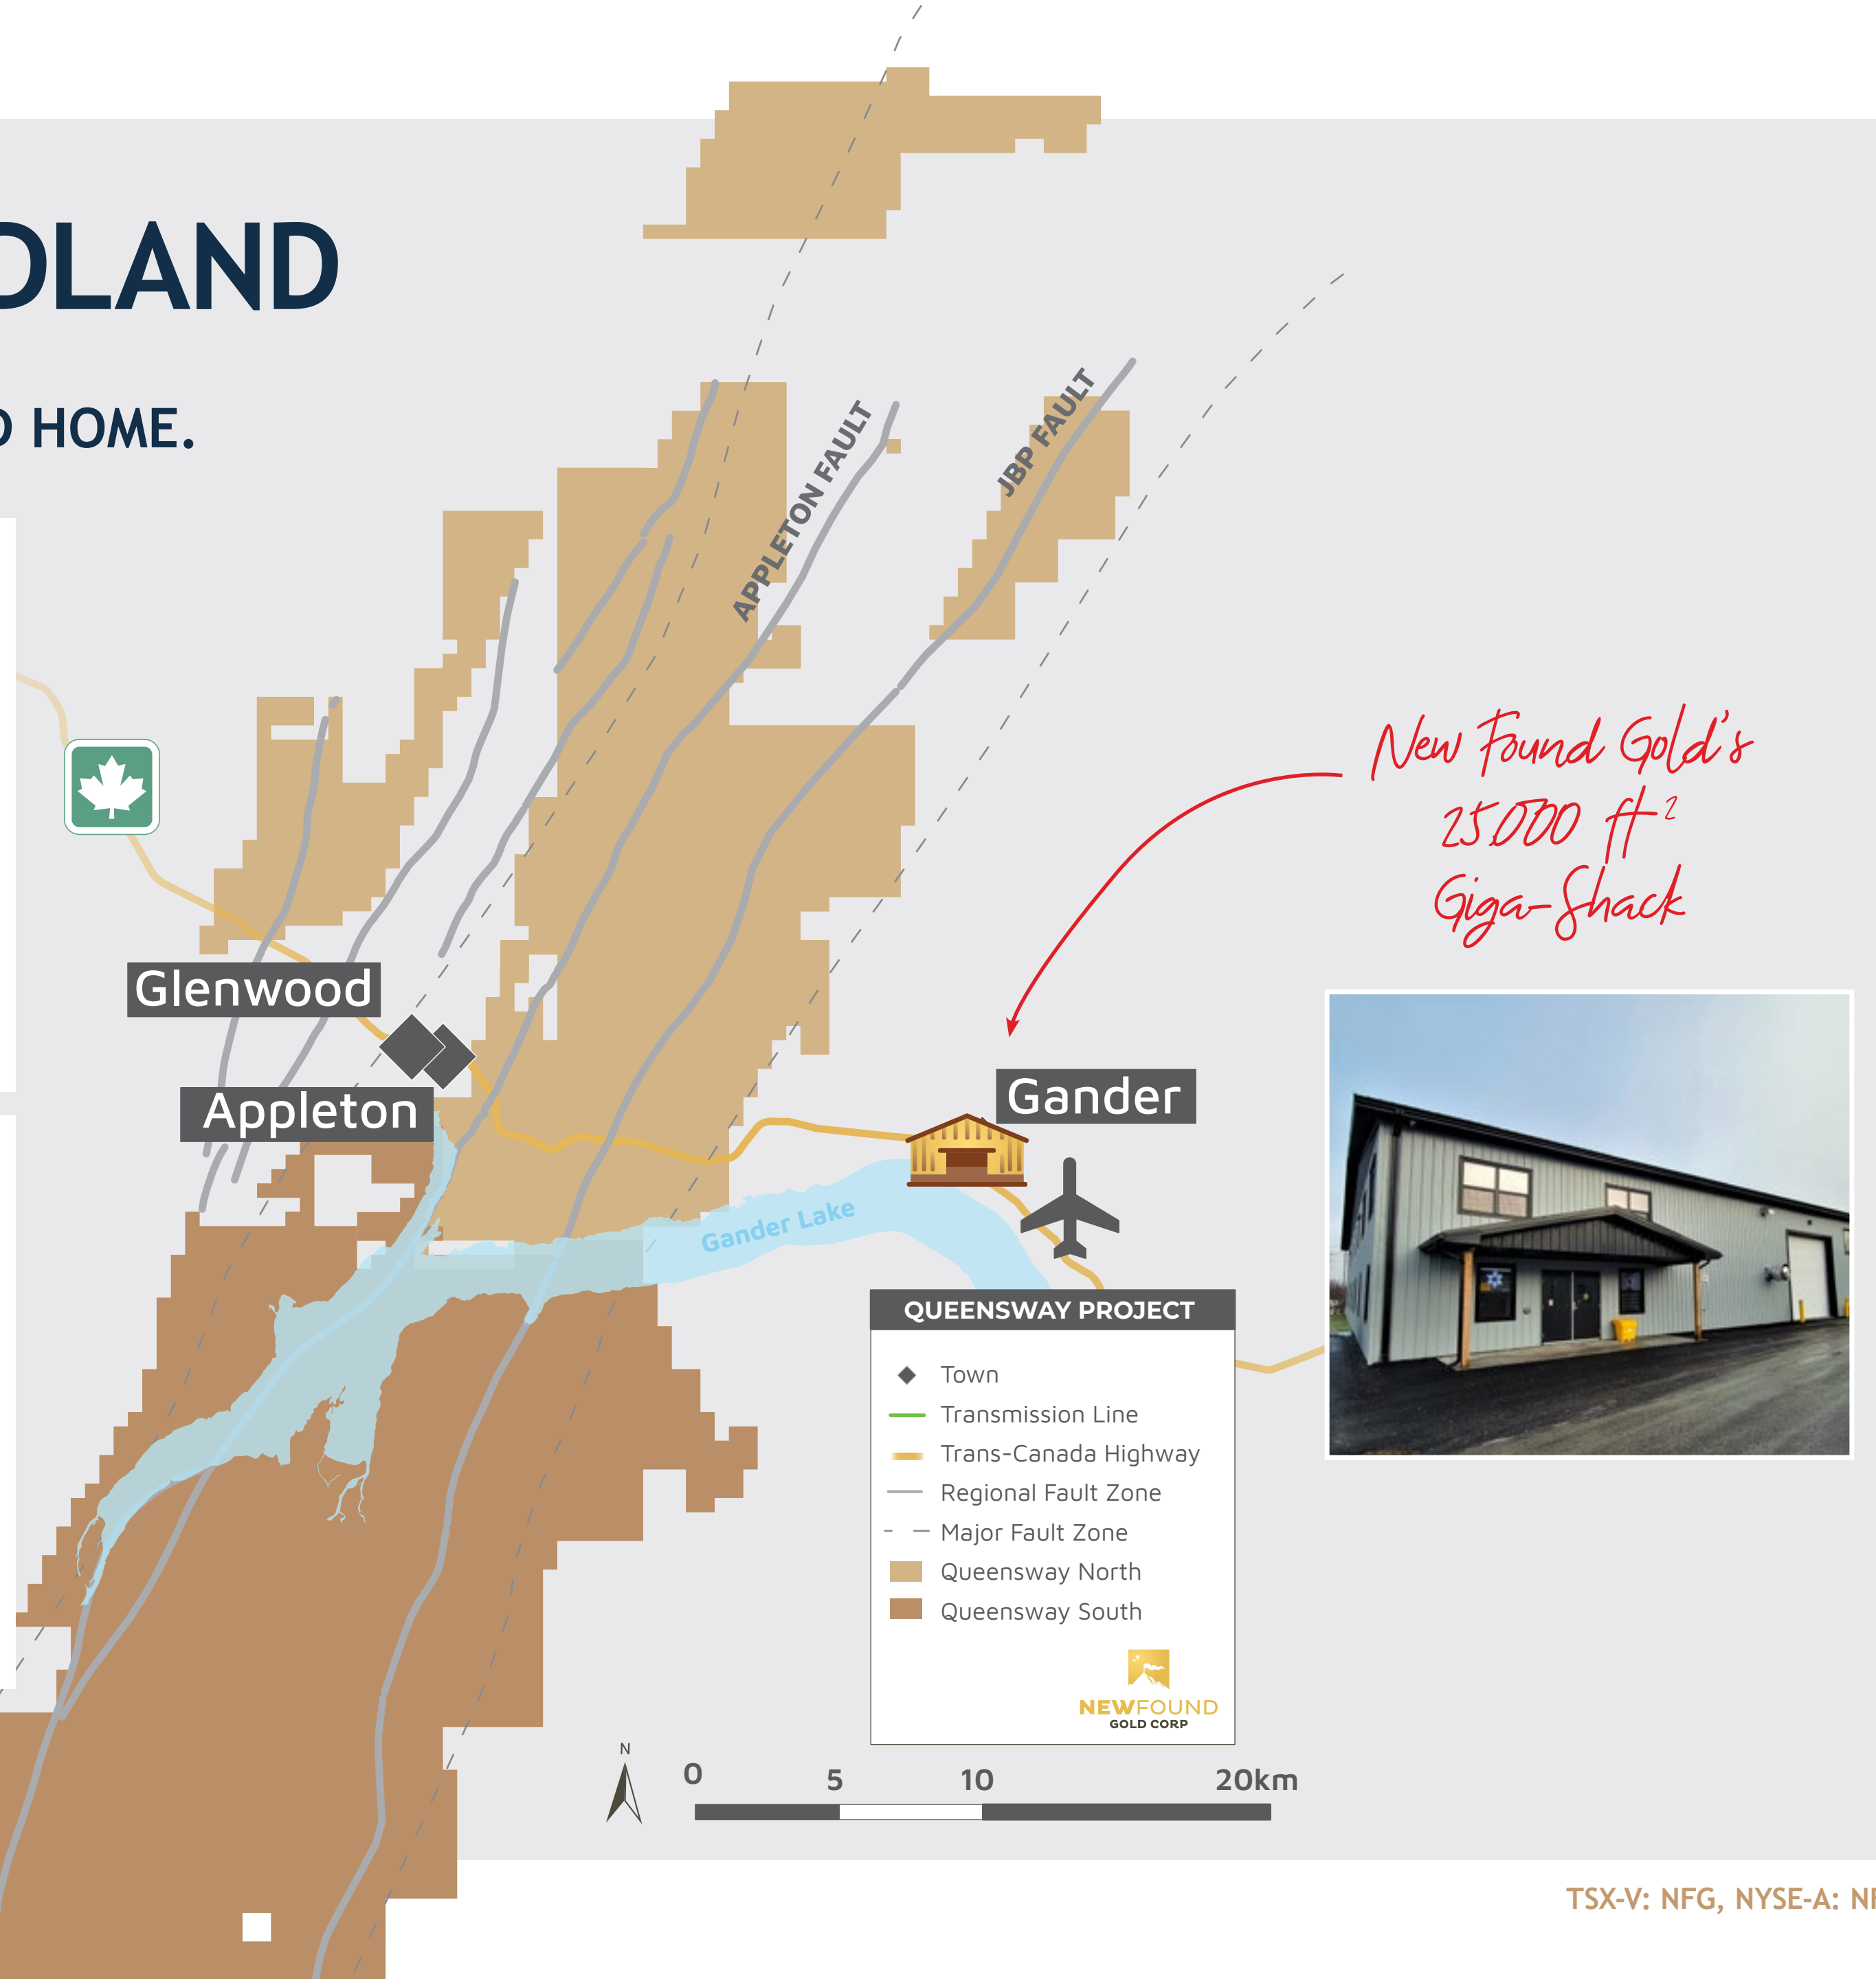 DLAND
D HOME.
APPLETON FAULT
JBP FAULT
New Found Gold's
25,000 ft²
Giga-Shack
Glenwood
Appleton
Gander
Gander Lake
QUEENSWAY PROJECT
Town
Transmission Line
Trans-Canada Highway
Regional Fault Zone
Major Fault Zone
Queensway North
Queensway South
NEWFOUND
GOLD CORP
N
0 5 10 20km
TSX-V: NFG, NYSE-A: NF